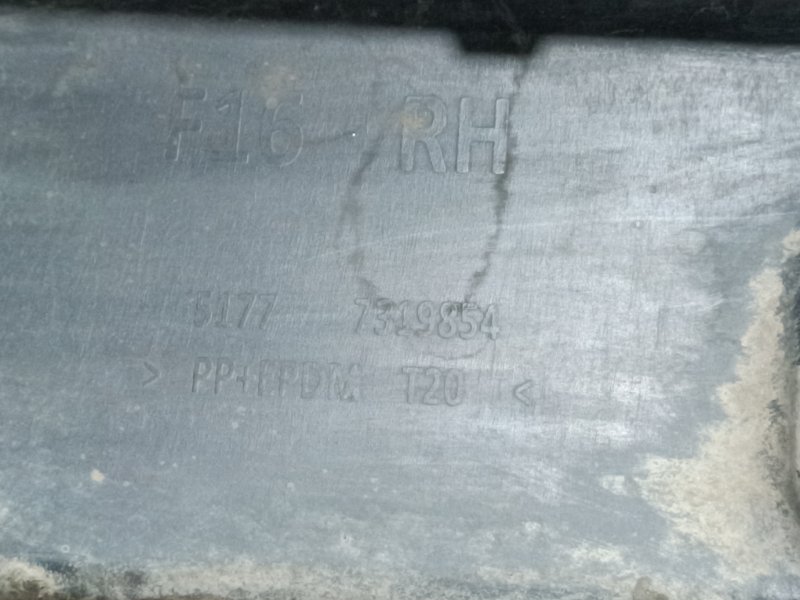 F16 RH
5177 7319854
> PP+EPDM T20 <